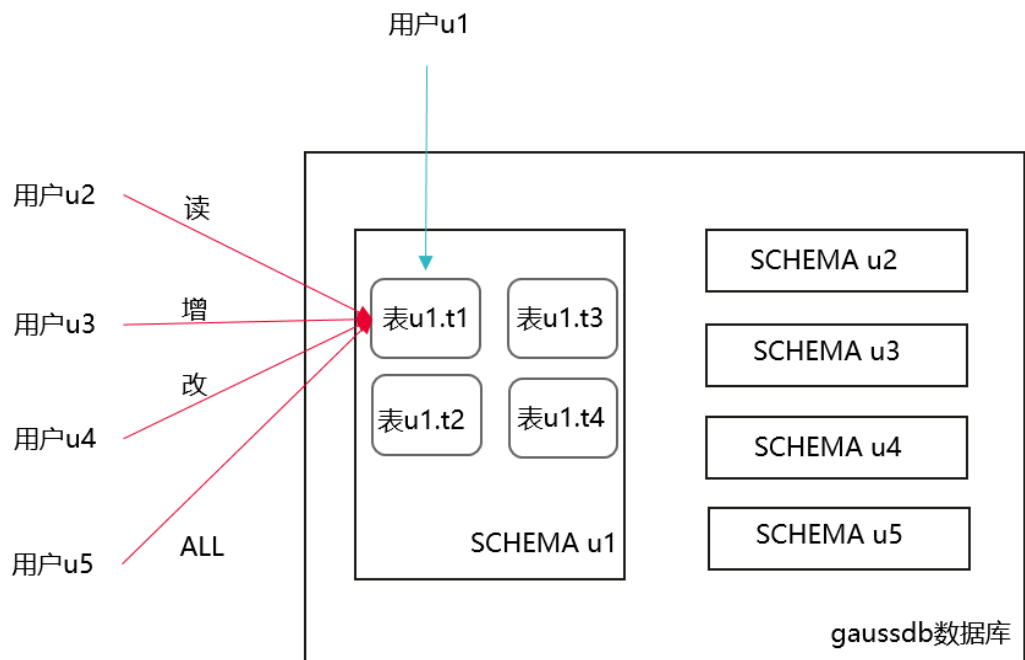 用户u1
用户u2
读
用户u3
增
改
用户u4
用户u5
ALL
表u1.t1
表u1.t3
表u1.t2
表u1.t4
SCHEMA u1
SCHEMA u2
SCHEMA u3
SCHEMA u4
SCHEMA u5
gaussdb数据库